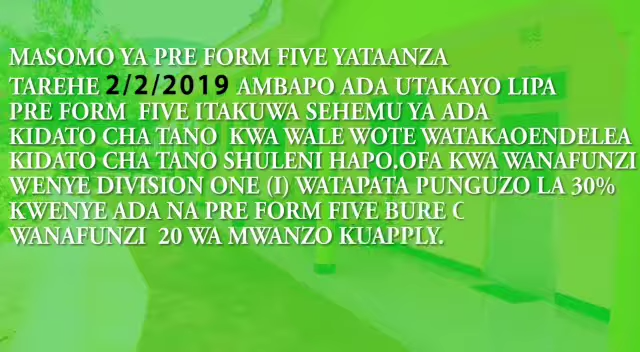 MASOMO YA PRE FORM FIVE YATAANZA
TAREHE 2/2/2019 AMBAPO ADA UTAKAYO LIPA
PRE FORM FIVE ITAKUWA SEHEMU YA ADA
KIDATO CHA TANO KWA WALE WOTE WATAKAOENDELEA
KIDATO CHA TANO SHULENI HAPO.OFA KWA WANAFUNZI
WENYE DIVISION ONE (I) WATAPATA PUNGUZO LA 30%
KWENYE ADA NA PRE FORM FIVE BURE
WANAFUNZI 20 WA MWANZO KUAPPLY.